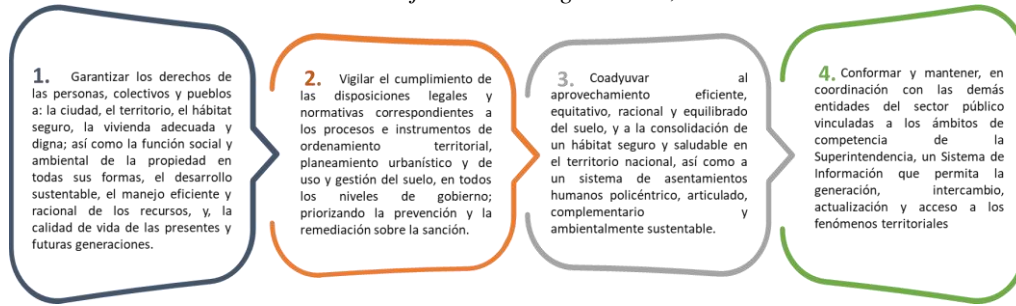 1. Garantizar los derechos de
las personas, colectivos y pueblos
a: la ciudad, el territorio, el hábitat
seguro, la vivienda adecuada y
digna; así como la función social y
ambiental de la propiedad en
todas sus formas, el desarrollo
sustentable, el manejo eficiente y
racional de los recursos, y, la
calidad de vida de las presentes y
futuras generaciones.
2. Vigilar el cumplimiento de
las disposiciones legales y
normativas correspondientes a
los procesos e instrumentos de
ordenamiento territorial,
planeamiento urbanístico y de
uso y gestión del suelo, en todos
los niveles de gobierno;
priorizando la prevención y la
remediación sobre la sanción.
3. Coadyuvar al
aprovechamiento eficiente,
equitativo, racional y equilibrado
del suelo, y a la consolidación de
un hábitat seguro y saludable en
el territorio nacional, así como a
un sistema de asentamientos
humanos policéntrico, articulado,
complementario y
ambientalmente sustentable.
4. Conformar y mantener, en
coordinación con las demás
entidades del sector público
vinculadas a los ámbitos de
competencia de la
Superintendencia, un Sistema de
Información que permita la
generación, intercambio,
actualización y acceso a los
fenómenos territoriales